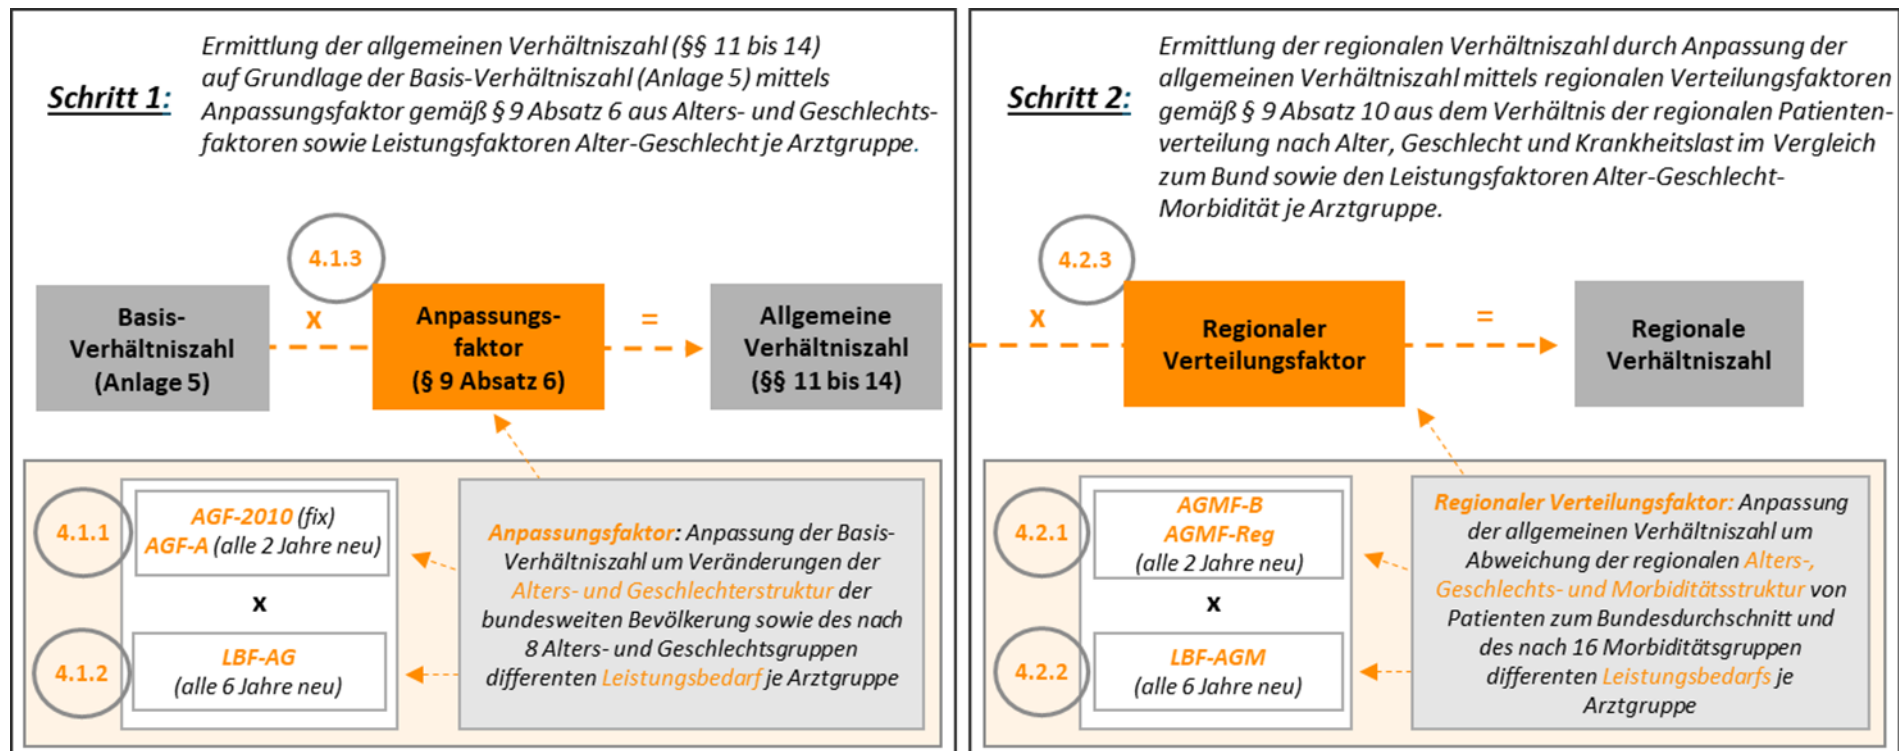 Schritt 1:
Ermittlung der allgemeinen Verhältniszahl (§§ 11 bis 14)
auf Grundlage der Basis-Verhältniszahl (Anlage 5) mittels
Anpassungsfaktor gemäß § 9 Absatz 6 aus Alters- und Geschlechts-
faktoren sowie Leistungsfaktoren Alter-Geschlecht je Arztgruppe.
4.1.3
Basis-
Verhältniszahl
(Anlage 5)
x
Anpassungs-
faktor
(§ 9 Absatz 6)
=
Allgemeine
Verhältniszahl
(§§ 11 bis 14)
4.1.1
AGF-2010 (fix)
AGF-A (alle 2 Jahre neu)
x
4.1.2
LBF-AG
(alle 6 Jahre neu)
Anpassungsfaktor: Anpassung der Basis-
Verhältniszahl um Veränderungen der
Alters- und Geschlechterstruktur der
bundesweiten Bevölkerung sowie des nach
8 Alters- und Geschlechtsgruppen
differenten Leistungsbedarf je Arztgruppe
Schritt 2:
Ermittlung der regionalen Verhältniszahl durch Anpassung der
allgemeinen Verhältniszahl mittels regionalen Verteilungsfaktoren
gemäß § 9 Absatz 10 aus dem Verhältnis der regionalen Patienten-
verteilung nach Alter, Geschlecht und Krankheitslast im Vergleich
zum Bund sowie den Leistungsfaktoren Alter-Geschlecht-
Morbidität je Arztgruppe.
4.2.3
x
Regionaler
Verteilungsfaktor
=
Regionale
Verhältniszahl
4.2.1
AGMF-B
AGMF-Reg
(alle 2 Jahre neu)
x
4.2.2
LBF-AGM
(alle 6 Jahre neu)
Regionaler Verteilungsfaktor: Anpassung
der allgemeinen Verhältniszahl um
Abweichung der regionalen Alters-,
Geschlechts- und Morbiditätsstruktur von
Patienten zum Bundesdurchschnitt und
des nach 16 Morbiditätsgruppen
differenten Leistungsbedarfs je
Arztgruppe